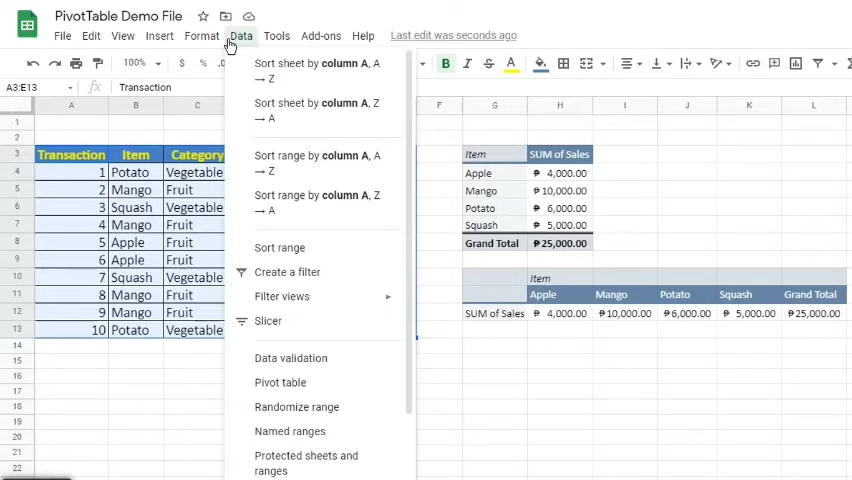 PivotTable Demo File
File Edit View Insert Format Data Tools Add-ons Help Last edit was seconds ago
100% $ % B I S A
A3:E13 fx Transaction
A B C F G H I J K L
1
2
3 Transaction Item Category
4 1 Potato Vegetable
5 2 Mango Fruit
6 3 Squash Vegetable
7 4 Mango Fruit
8 5 Apple Fruit
9 6 Apple Fruit
10 7 Squash Vegetable
11 8 Mango Fruit
12 9 Mango Fruit
13 10 Potato Vegetable
14
15
16
17
18
19
20
21
22
Sort sheet by column A, A
→ Z
Sort sheet by column A, Z
→ A
Sort range by column A, A
→ Z
Sort range by column A, Z
→ A
Sort range
Create a filter
Filter views
Slicer
Data validation
Pivot table
Randomize range
Named ranges
Protected sheets and
ranges
Item SUM of Sales
Apple ₱ 4,000.00
Mango ₱10,000.00
Potato ₱ 6,000.00
Squash ₱ 5,000.00
Grand Total ₱25,000.00
Item
Apple Mango Potato Squash Grand Total
SUM of Sales ₱ 4,000.00 ₱10,000.00 ₱6,000.00 ₱ 5,000.00 ₱25,000.00